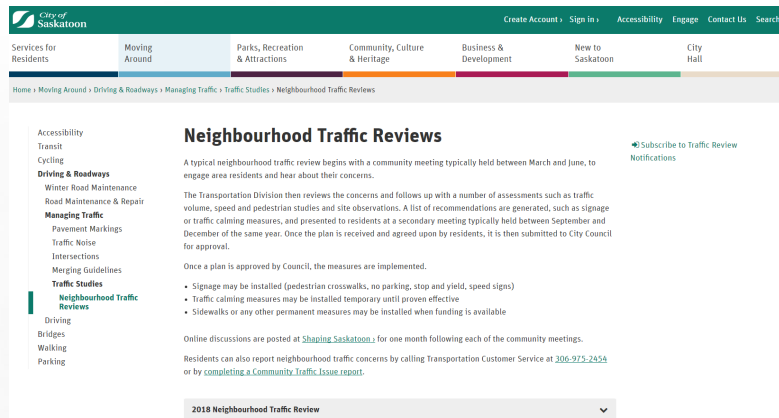 City of
Saskatoon
Create Account › Sign in › Accessibility Engage Contact Us Search
Services for
Residents
Moving
Around
Parks, Recreation
& Attractions
Community, Culture
& Heritage
Business &
Development
New to
Saskatoon
City
Hall
Home › Moving Around › Driving & Roadways › Managing Traffic › Traffic Studies › Neighbourhood Traffic Reviews
Accessibility
Transit
Cycling
Driving & Roadways
Winter Road Maintenance
Road Maintenance & Repair
Managing Traffic
Pavement Markings
Traffic Noise
Intersections
Merging Guidelines
Traffic Studies
Neighbourhood Traffic
Reviews
Driving
Bridges
Walking
Parking
Neighbourhood Traffic Reviews
A typical neighbourhood traffic review begins with a community meeting typically held between March and June, to
engage area residents and hear about their concerns.
The Transportation Division then reviews the concerns and follows up with a number of assessments such as traffic
volume, speed and pedestrian studies and site observations. A list of recommendations are generated, such as signage
or traffic calming measures, and presented to residents at a secondary meeting typically held between September and
December of the same year. Once the plan is received and agreed upon by residents, it is then submitted to City Council
for approval.
Once a plan is approved by Council, the measures are implemented.
• Signage may be installed (pedestrian crosswalks, no parking, stop and yield, speed signs)
• Traffic calming measures may be installed temporary until proven effective
• Sidewalks or any other permanent measures may be installed when funding is available
Online discussions are posted at Shaping Saskatoon › for one month following each of the community meetings.
Residents can also report neighbourhood traffic concerns by calling Transportation Customer Service at 306-975-2454
or by completing a Community Traffic Issue report.
2018 Neighbourhood Traffic Review
Subscribe to Traffic Review
Notifications